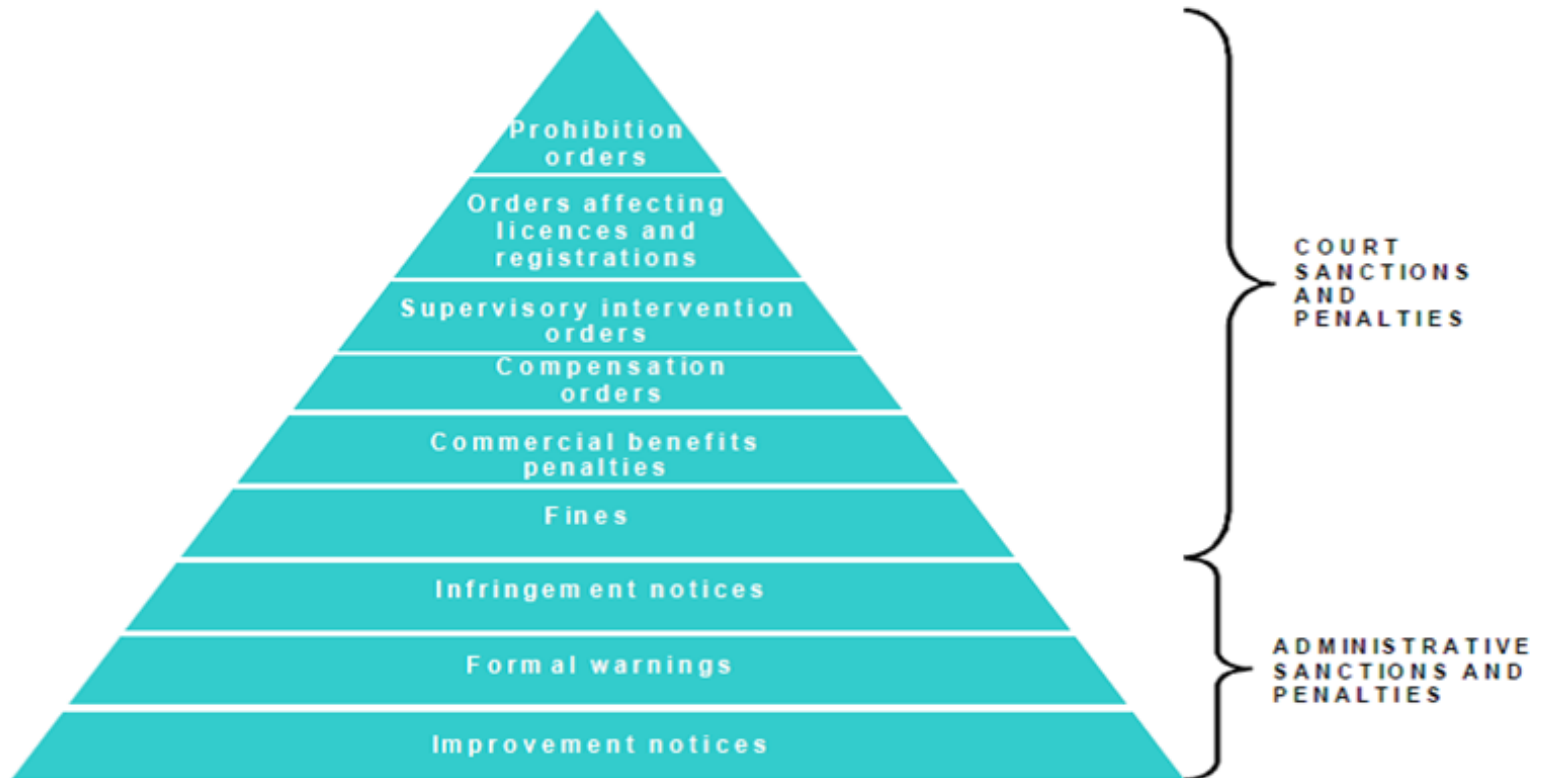 Prohibition
orders
Orders affecting
licences and
registrations
Supervisory intervention
orders
Compensation
orders
Commercial benefits
penalties
Fines
Infringement notices
Formal warnings
Improvement notices
COURT
SANCTIONS
AND
PENALTIES
ADMINISTRATIVE
SANCTIONS AND
PENALTIES